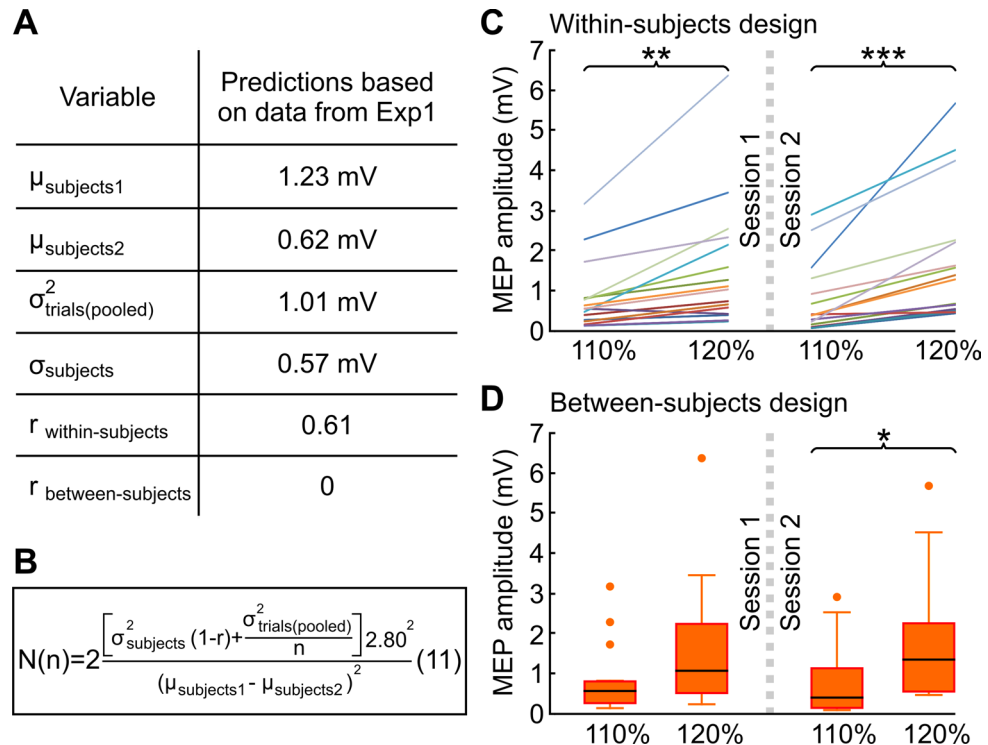 A
Variable
Predictions based
on data from Exp1
μsubjects1
1.23 mV
μsubjects2
0.62 mV
σ²trials(pooled)
1.01 mV
σsubjects
0.57 mV
r within-subjects
0.61
r between-subjects
0
B
N(n)=2 [σ²subjects (1-r)+ σ²trials(pooled) / n] 2.80² / (μsubjects1 - μsubjects2)² (11)
C Within-subjects design
MEP amplitude (mV)
7
6
5
4
3
2
1
0
**
***
Session 1
Session 2
110% 120% 110% 120%
D Between-subjects design
MEP amplitude (mV)
7
6
5
4
3
2
1
0
*
Session 1
Session 2
110% 120% 110% 120%